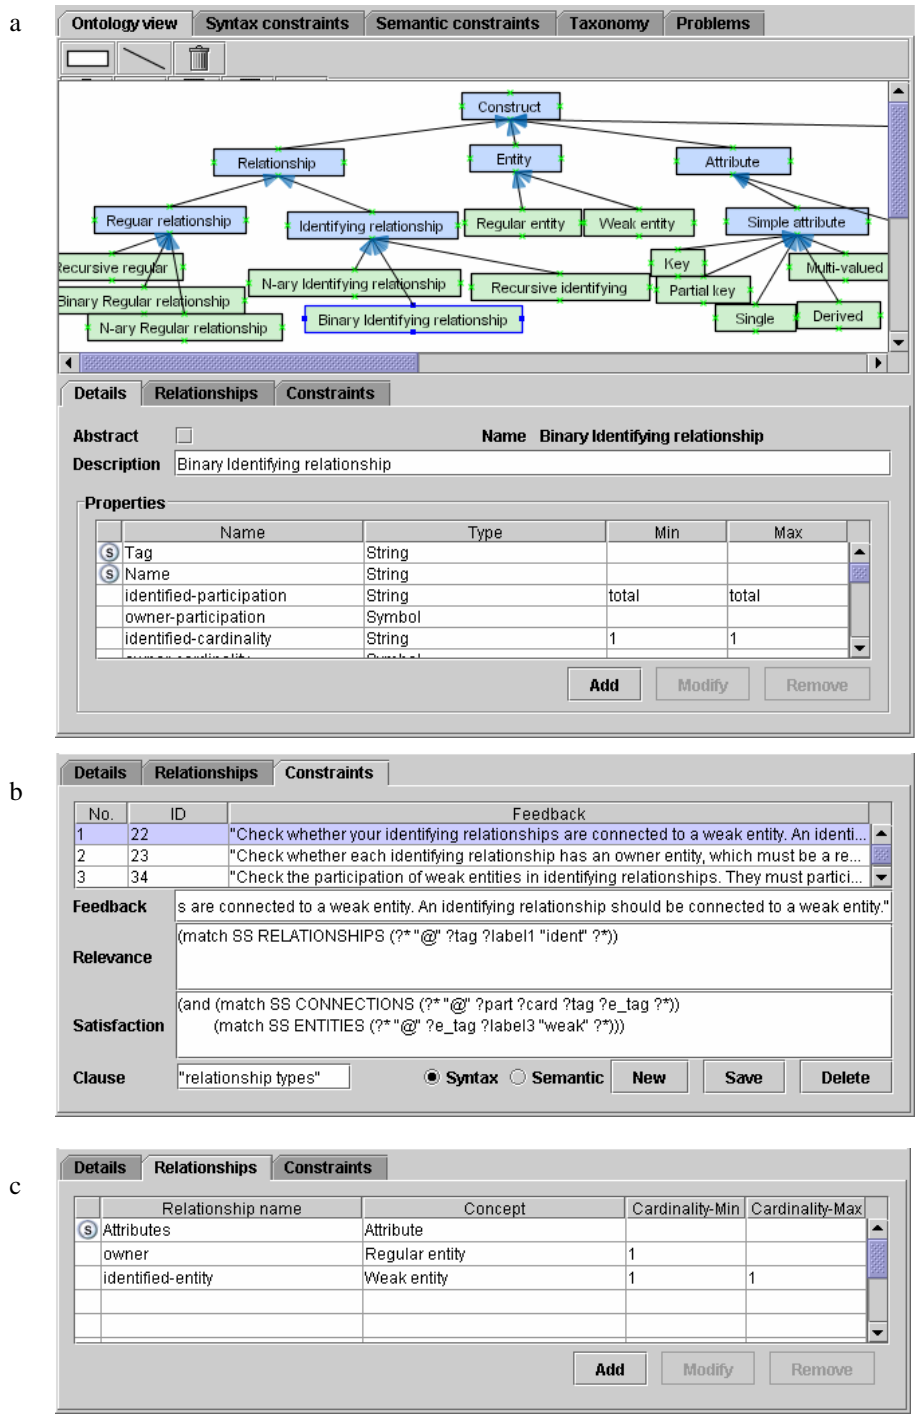 a
Ontology view Syntax constraints Semantic constraints Taxonomy Problems
Construct
Relationship Entity Attribute
Reguar relationship Identifying relationship Regular entity Weak entity Simple attribute
Recursive regular N-ary Identifying relationship Recursive identifying Key Partial key Multi-valued
Binary Regular relationship
N-ary Regular relationship Binary Identifying relationship Single Derived
Details Relationships Constraints
Abstract Name Binary Identifying relationship
Description Binary Identifying relationship
Properties
Name Type Min Max
S Tag String
S Name String
identified-participation String total total
owner-participation Symbol
identified-cardinality String 1 1
owner-cardinality Symbol
Add Modify Remove
b
Details Relationships Constraints
No. ID Feedback
1 22 "Check whether your identifying relationships are connected to a weak entity. An identi...
2 23 "Check whether each identifying relationship has an owner entity, which must be a re...
3 34 "Check the participation of weak entities in identifying relationships. They must partici...
Feedback s are connected to a weak entity. An identifying relationship should be connected to a weak entity."
Relevance (match SS RELATIONSHIPS (?* "@" ?tag ?label1 "ident" ?*))
Satisfaction (and (match SS CONNECTIONS (?* "@" ?part ?card ?tag ?e_tag ?*))
(match SS ENTITIES (?* "@" ?e_tag ?label3 "weak" ?*)))
Clause "relationship types" Syntax Semantic New Save Delete
c
Details Relationships Constraints
Relationship name Concept Cardinality-Min Cardinality-Max
S Attributes Attribute
owner Regular entity 1
identified-entity Weak entity 1 1
Add Modify Remove